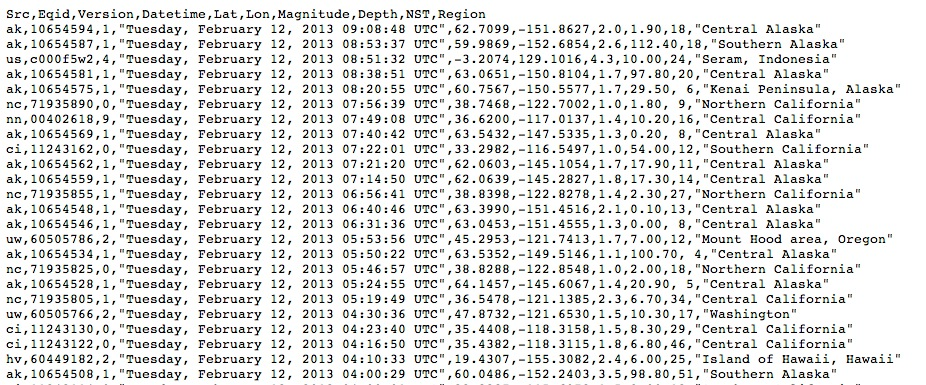 Src,Eqid,Version,Datetime,Lat,Lon,Magnitude,Depth,NST,Region
ak,10654594,1,"Tuesday, February 12, 2013 09:08:48 UTC",62.7099,-151.8627,2.0,1.90,18,"Central Alaska"
ak,10654587,1,"Tuesday, February 12, 2013 08:53:37 UTC",59.9869,-152.6854,2.6,112.40,18,"Southern Alaska"
us,c000f5w2,4,"Tuesday, February 12, 2013 08:51:32 UTC",-3.2074,129.1016,4.3,10.00,24,"Seram, Indonesia"
ak,10654581,1,"Tuesday, February 12, 2013 08:38:51 UTC",63.0651,-150.8104,1.7,97.80,20,"Central Alaska"
ak,10654575,1,"Tuesday, February 12, 2013 08:20:55 UTC",60.7567,-150.5577,1.7,29.50, 6,"Kenai Peninsula, Alaska"
nc,71935890,0,"Tuesday, February 12, 2013 07:56:39 UTC",38.7468,-122.7002,1.0,1.80, 9,"Northern California"
nn,00402618,9,"Tuesday, February 12, 2013 07:49:08 UTC",36.6200,-117.0137,1.4,10.20,16,"Central California"
ak,10654569,1,"Tuesday, February 12, 2013 07:40:42 UTC",63.5432,-147.5335,1.3,0.20, 8,"Central Alaska"
ci,11243162,0,"Tuesday, February 12, 2013 07:22:01 UTC",33.2982,-116.5497,1.0,54.00,12,"Southern California"
ak,10654562,1,"Tuesday, February 12, 2013 07:21:20 UTC",62.0603,-145.1054,1.7,17.90,11,"Central Alaska"
ak,10654559,1,"Tuesday, February 12, 2013 07:14:50 UTC",62.0639,-145.2827,1.8,17.30,14,"Central Alaska"
nc,71935855,1,"Tuesday, February 12, 2013 06:56:41 UTC",38.8398,-122.8278,1.4,2.30,27,"Northern California"
ak,10654548,1,"Tuesday, February 12, 2013 06:40:46 UTC",63.3990,-151.4516,2.1,0.10,13,"Central Alaska"
ak,10654546,1,"Tuesday, February 12, 2013 06:31:36 UTC",63.0453,-151.4555,1.3,0.00, 8,"Central Alaska"
uw,60505786,2,"Tuesday, February 12, 2013 05:53:56 UTC",45.2953,-121.7413,1.7,7.00,12,"Mount Hood area, Oregon"
ak,10654534,1,"Tuesday, February 12, 2013 05:50:22 UTC",63.5352,-149.5146,1.1,100.70, 4,"Central Alaska"
nc,71935825,0,"Tuesday, February 12, 2013 05:46:57 UTC",38.8288,-122.8548,1.0,2.00,18,"Northern California"
ak,10654528,1,"Tuesday, February 12, 2013 05:24:55 UTC",64.1457,-145.6067,1.4,20.90, 5,"Central Alaska"
nc,71935805,1,"Tuesday, February 12, 2013 05:19:49 UTC",36.5478,-121.1385,2.3,6.70,34,"Central California"
uw,60505766,2,"Tuesday, February 12, 2013 04:30:36 UTC",47.8732,-121.6530,1.5,10.30,17,"Washington"
ci,11243130,0,"Tuesday, February 12, 2013 04:23:40 UTC",35.4408,-118.3158,1.5,8.30,29,"Central California"
ci,11243122,0,"Tuesday, February 12, 2013 04:16:50 UTC",35.4382,-118.3115,1.8,6.80,46,"Central California"
hv,60449182,2,"Tuesday, February 12, 2013 04:10:33 UTC",19.4307,-155.3082,2.4,6.00,25,"Island of Hawaii, Hawaii"
ak,10654508,1,"Tuesday, February 12, 2013 04:00:29 UTC",60.0486,-152.2403,3.5,98.80,51,"Southern Alaska"